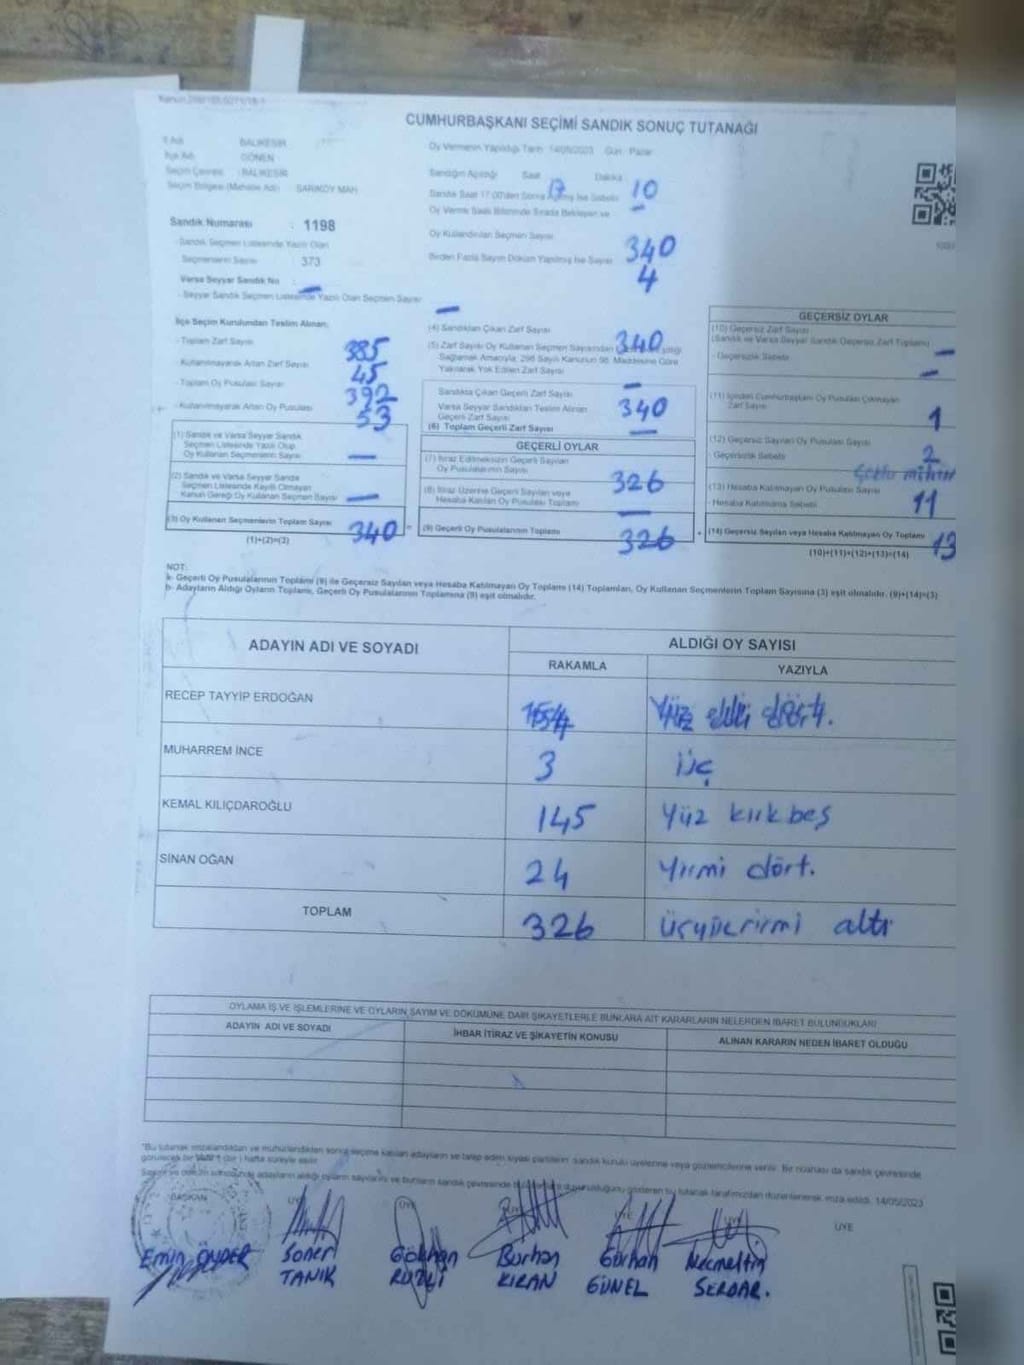 CUMHURBAŞKANI SEÇİMİ SANDIK SONUÇ TUTANAĞI
İl Adı : BALIKESİR
İlçe Adı : GÖNEN
Seçim Çevresi : BALIKESİR
Seçim Bölgesi (Mahalle Adı) : SARIKÖY MAH
Oy Vermenin Yapıldığı Tarih : 14/05/2023 Gün : Pazar
Sandığın Açıldığı Saat 17 Dakika : 10
Sandık Saat 17.00'den Sonra Açılmış İse Sebebi
Oy Verme Saati Bitiminde Sırada Bekleyen ve
Oy Kullandırılan Seçmen Sayısı
340
Birden Fazla Sayım Döküm Yapılmış İse Sayısı 4
Sandık Numarası : 1198
- Sandık Seçmen Listesinde Yazılı Olan
Seçmenlerin Sayısı 373
Varsa Seyyar Sandık No : –
- Seyyar Sandık Seçmen Listesinde Yazılı Olan Seçmen Sayısı –
İlçe Seçim Kurulundan Teslim Alınan;
- Toplam Zarf Sayısı 385
- Kullanılmayarak Artan Zarf Sayısı 45
- Toplam Oy Pusulası Sayısı 392
- Kullanılmayarak Artan Oy Pusulası 53
(1) Sandık ve Varsa Seyyar Sandık
Seçmen Listesinde Yazılı Olup
Oy Kullanan Seçmenlerin Sayısı –
(2) Sandık ve Varsa Seyyar Sandık
Seçmen Listesinde Kayıtlı Olmayan
Kanun Gereği Oy Kullanan Seçmen Sayısı –
(3) Oy Kullanan Seçmenlerin Toplam Sayısı 340
(1)+(2)=(3)
(4) Sandıktan Çıkan Zarf Sayısı 340
(5) Zarf Sayısı Oy Kullanan Seçmen Sayısından
Sağlamak Amacıyla, 298 Sayılı Kanunun 98. Maddesine Göre
Yakılarak Yok Edilen Zarf Sayısı –
Sandıkta Çıkan Geçerli Zarf Sayısı 340
Varsa Seyyar Sandıktan Teslim Alınan
Geçerli Zarf Sayısı
(6) Toplam Geçerli Zarf Sayısı –
GEÇERLİ OYLAR
(7) İtiraz Edilmeksizin Geçerli Sayılan
Oy Pusulalarının Sayısı 326
(8) İtiraz Üzerine Geçerli Sayılan veya
Hesaba Katılan Oy Pusulası Toplamı –
(9) Geçerli Oy Pusulalarının Toplamı 326
GEÇERSİZ OYLAR
(10) Geçersiz Zarf Sayısı
(Sandık ve Varsa Seyyar Sandık Geçersiz Zarf Toplamı) –
- Geçersizlik Sebebi –
(11) İçinden Cumhurbaşkanı Oy Pusulası Çıkmayan
Zarf Sayısı 1
(12) Geçersiz Sayılan Oy Pusulası Sayısı 2
- Geçersizlik Sebebi
(13) Hesaba Katılmayan Oy Pusulası Sayısı 11
- Hesaba Katılmama Sebebi
(14) Geçersiz Sayılan veya Hesaba Katılmayan Oy Toplamı 13
(10)+(11)+(12)+(13)=(14)
NOT:
a- Geçerli Oy Pusulalarının Toplamı (9) ile Geçersiz Sayılan veya Hesaba Katılmayan Oy Toplamı (14) Toplamları, Oy Kullanan Seçmenlerin Toplam Sayısına (3) eşit olmalıdır. (9)+(14)=(3)
b- Adayların Aldığı Oyların Toplamı, Geçerli Oy Pusulalarının Toplamına (9) eşit olmalıdır.
ADAYIN ADI VE SOYADI
ALDIĞI OY SAYISI
RAKAMLA YAZIYLA
RECEP TAYYİP ERDOĞAN 154 Yüz elli dört.
MUHARREM İNCE 3 üç
KEMAL KILIÇDAROĞLU 145 Yüz kırkbeş
SİNAN OĞAN 24 Yirmi dört.
TOPLAM 326 üçyüzyirmi altı
OYLAMA İŞ VE İŞLEMLERİNE VE OYLARIN SAYIM VE DÖKÜMÜNE DAİR ŞİKAYETLERLE BUNLARA AİT KARARLARIN NELERDEN İBARET BULUNDUKLARI
ADAYIN ADI VE SOYADI İHBAR İTİRAZ VE ŞİKAYETİN KONUSU ALINAN KARARIN NEDEN İBARET OLDUĞU
"Bu tutanak imzalandıktan ve mühürlendikten sonra seçime katılan adayların ve talep eden siyasi partilerin sandık kurulu üyelerine veya gözlemcilerine verilir. Bir nüshası da sandık çevresinde
görülecek bir yere 1 (bir) hafta süreyle asılır.
14/05/2023
BAŞKAN ÜYE ÜYE ÜYE ÜYE ÜYE ÜYE
Emin ÖNDER
Soner TANIK
Gökhan
Burhan KIRAN
Gürhan GÜNEL
Necmettin SERDAR.